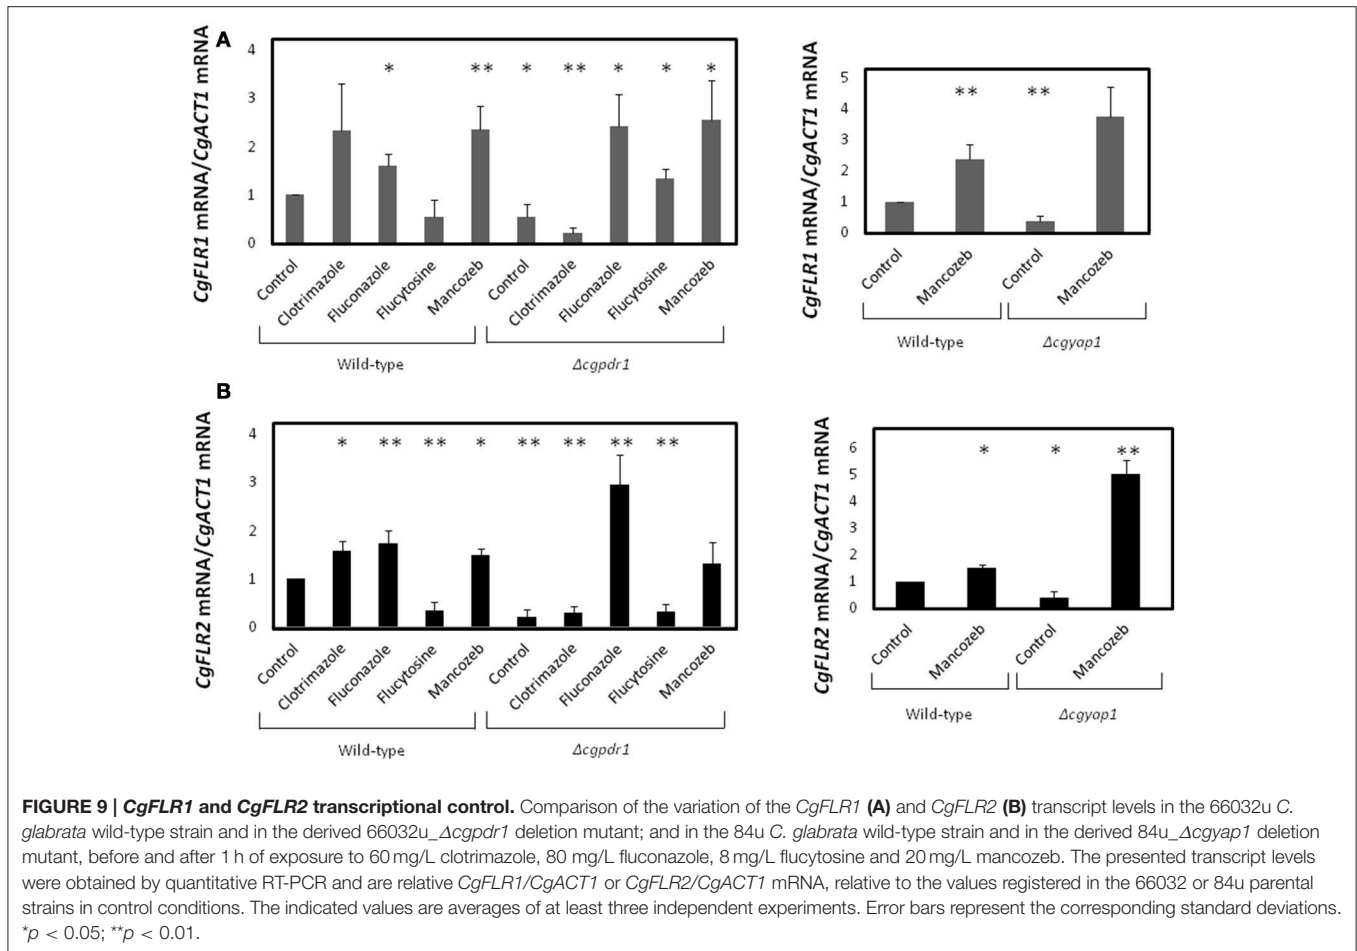 A
CgFLR1 mRNA/CgACT1 mRNA
4
3
2
1
0
* ** * ** * * *
Control Clotrimazole Fluconazole Flucytosine Mancozeb Control Clotrimazole Fluconazole Flucytosine Mancozeb
Wild-type Δcgpdr1
CgFLR1 mRNA/CgACT1 mRNA
5
4
3
2
1
0
** **
Control Mancozeb Control Mancozeb
Wild-type Δcgyap1
B
CgFLR2 mRNA/CgACT1 mRNA
4
3
2
1
0
* ** ** * ** ** ** **
Control Clotrimazole Fluconazole Flucytosine Mancozeb Control Clotrimazole Fluconazole Flucytosine Mancozeb
Wild-type Δcgpdr1
CgFLR2 mRNA/CgACT1 mRNA
6
5
4
3
2
1
0
* * **
Control Mancozeb Control Mancozeb
Wild-type Δcgyap1
FIGURE 9 | CgFLR1 and CgFLR2 transcriptional control. Comparison of the variation of the CgFLR1 (A) and CgFLR2 (B) transcript levels in the 66032u C.
glabrata wild-type strain and in the derived 66032u_Δcgpdr1 deletion mutant; and in the 84u C. glabrata wild-type strain and in the derived 84u_Δcgyap1 deletion
mutant, before and after 1 h of exposure to 60 mg/L clotrimazole, 80 mg/L fluconazole, 8 mg/L flucytosine and 20 mg/L mancozeb. The presented transcript levels
were obtained by quantitative RT-PCR and are relative CgFLR1/CgACT1 or CgFLR2/CgACT1 mRNA, relative to the values registered in the 66032 or 84u parental
strains in control conditions. The indicated values are averages of at least three independent experiments. Error bars represent the corresponding standard deviations.
*p < 0.05; **p < 0.01.